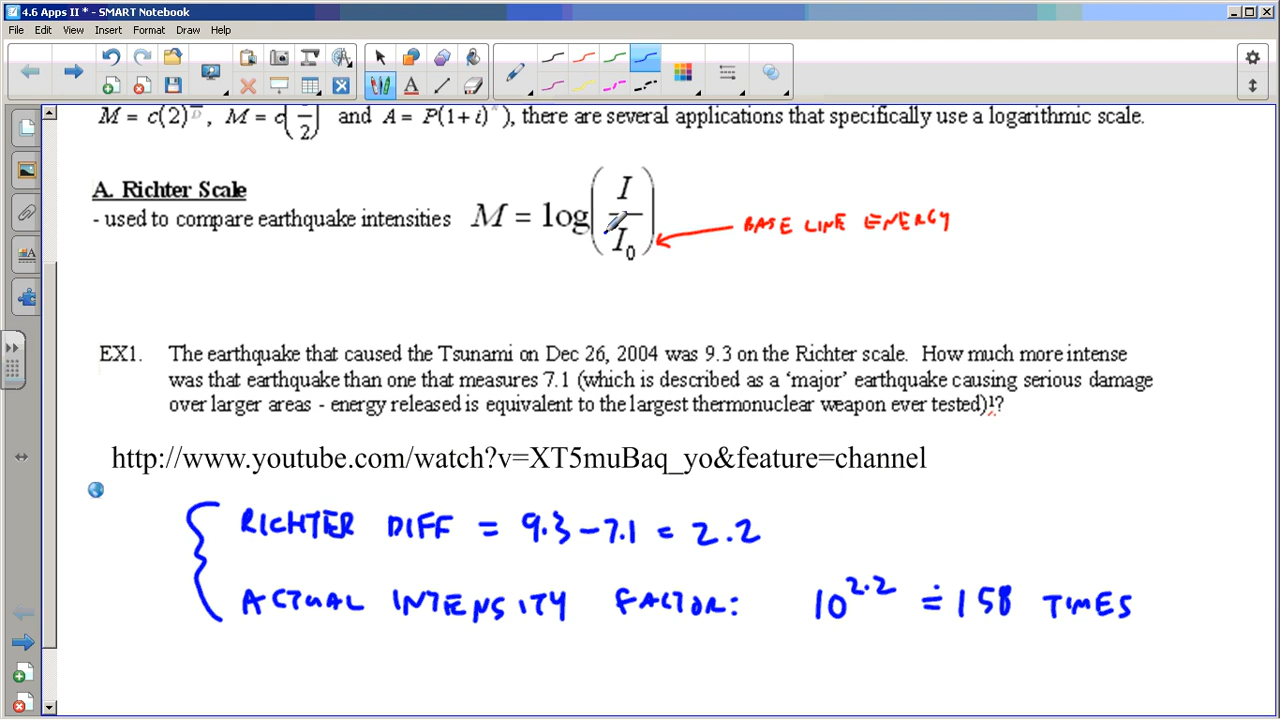 4.6 Apps II * - SMART Notebook
File Edit View Insert Format Draw Help
M = c(2)^{t/D}, M = c(1/2) and A = P(1+i)^n), there are several applications that specifically use a logarithmic scale.
A. Richter Scale
- used to compare earthquake intensities M = log(I/I₀)
BASE LINE ENERGY
EX1. The earthquake that caused the Tsunami on Dec 26, 2004 was 9.3 on the Richter scale. How much more intense
was that earthquake than one that measures 7.1 (which is described as a ‘major’ earthquake causing serious damage
over larger areas - energy released is equivalent to the largest thermonuclear weapon ever tested)¹?
http://www.youtube.com/watch?v=XT5muBaq_yo&feature=channel
RICHTER DIFF = 9.3 - 7.1 = 2.2
ACTUAL INTENSITY FACTOR: 10^{2.2} ≐ 158 TIMES